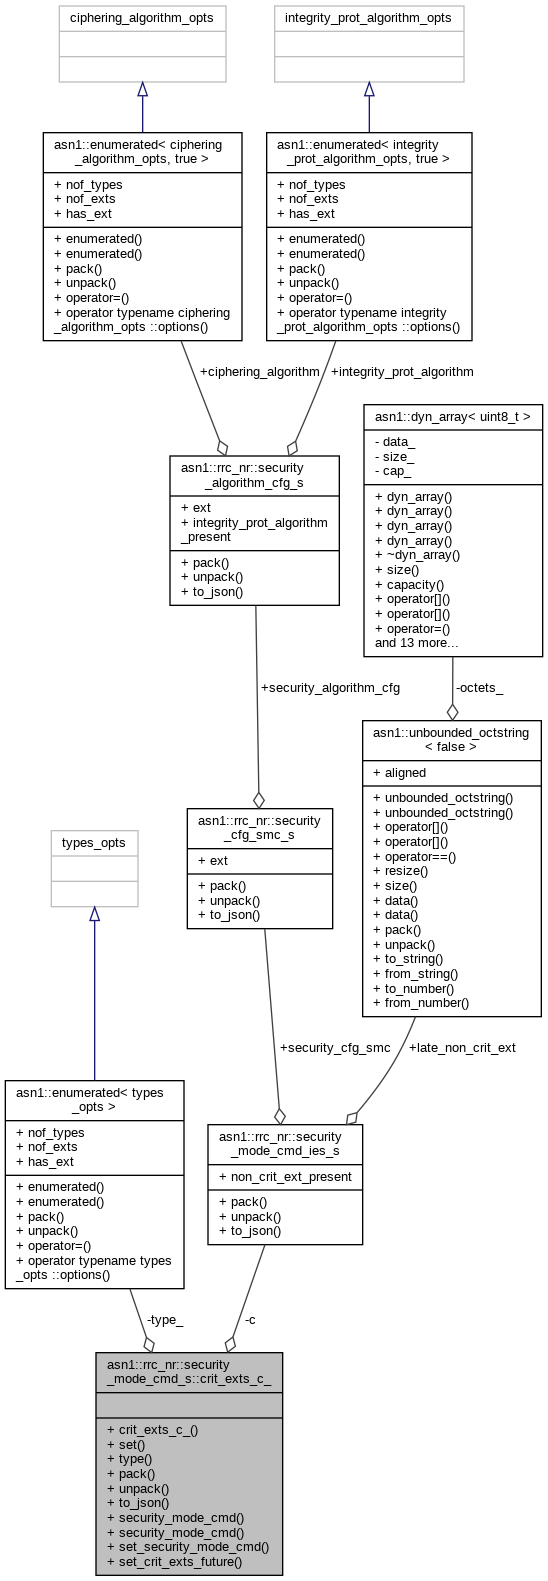 ciphering_algorithm_opts
integrity_prot_algorithm_opts
asn1::enumerated< ciphering
_algorithm_opts, true >
+ nof_types
+ nof_exts
+ has_ext
+ enumerated()
+ enumerated()
+ pack()
+ unpack()
+ operator=()
+ operator typename ciphering
_algorithm_opts ::options()
asn1::enumerated< integrity
_prot_algorithm_opts, true >
+ nof_types
+ nof_exts
+ has_ext
+ enumerated()
+ enumerated()
+ pack()
+ unpack()
+ operator=()
+ operator typename integrity
_prot_algorithm_opts ::options()
+ciphering_algorithm
+integrity_prot_algorithm
asn1::rrc_nr::security
_algorithm_cfg_s
+ ext
+ integrity_prot_algorithm
_present
+ pack()
+ unpack()
+ to_json()
asn1::dyn_array< uint8_t >
- data_
- size_
- cap_
+ dyn_array()
+ dyn_array()
+ dyn_array()
+ dyn_array()
+ ~dyn_array()
+ size()
+ capacity()
+ operator[]()
+ operator[]()
+ operator=()
and 13 more...
+security_algorithm_cfg
-octets_
asn1::unbounded_octstring
< false >
+ aligned
+ unbounded_octstring()
+ unbounded_octstring()
+ operator[]()
+ operator[]()
+ operator==()
+ resize()
+ size()
+ data()
+ data()
+ pack()
+ unpack()
+ to_string()
+ from_string()
+ to_number()
+ from_number()
asn1::rrc_nr::security
_cfg_smc_s
+ ext
+ pack()
+ unpack()
+ to_json()
types_opts
+security_cfg_smc
+late_non_crit_ext
asn1::enumerated< types
_opts >
+ nof_types
+ nof_exts
+ has_ext
+ enumerated()
+ enumerated()
+ pack()
+ unpack()
+ operator=()
+ operator typename types
_opts ::options()
asn1::rrc_nr::security
_mode_cmd_ies_s
+ non_crit_ext_present
+ pack()
+ unpack()
+ to_json()
-type_
-c
asn1::rrc_nr::security
_mode_cmd_s::crit_exts_c_
+ crit_exts_c_()
+ set()
+ type()
+ pack()
+ unpack()
+ to_json()
+ security_mode_cmd()
+ security_mode_cmd()
+ set_security_mode_cmd()
+ set_crit_exts_future()